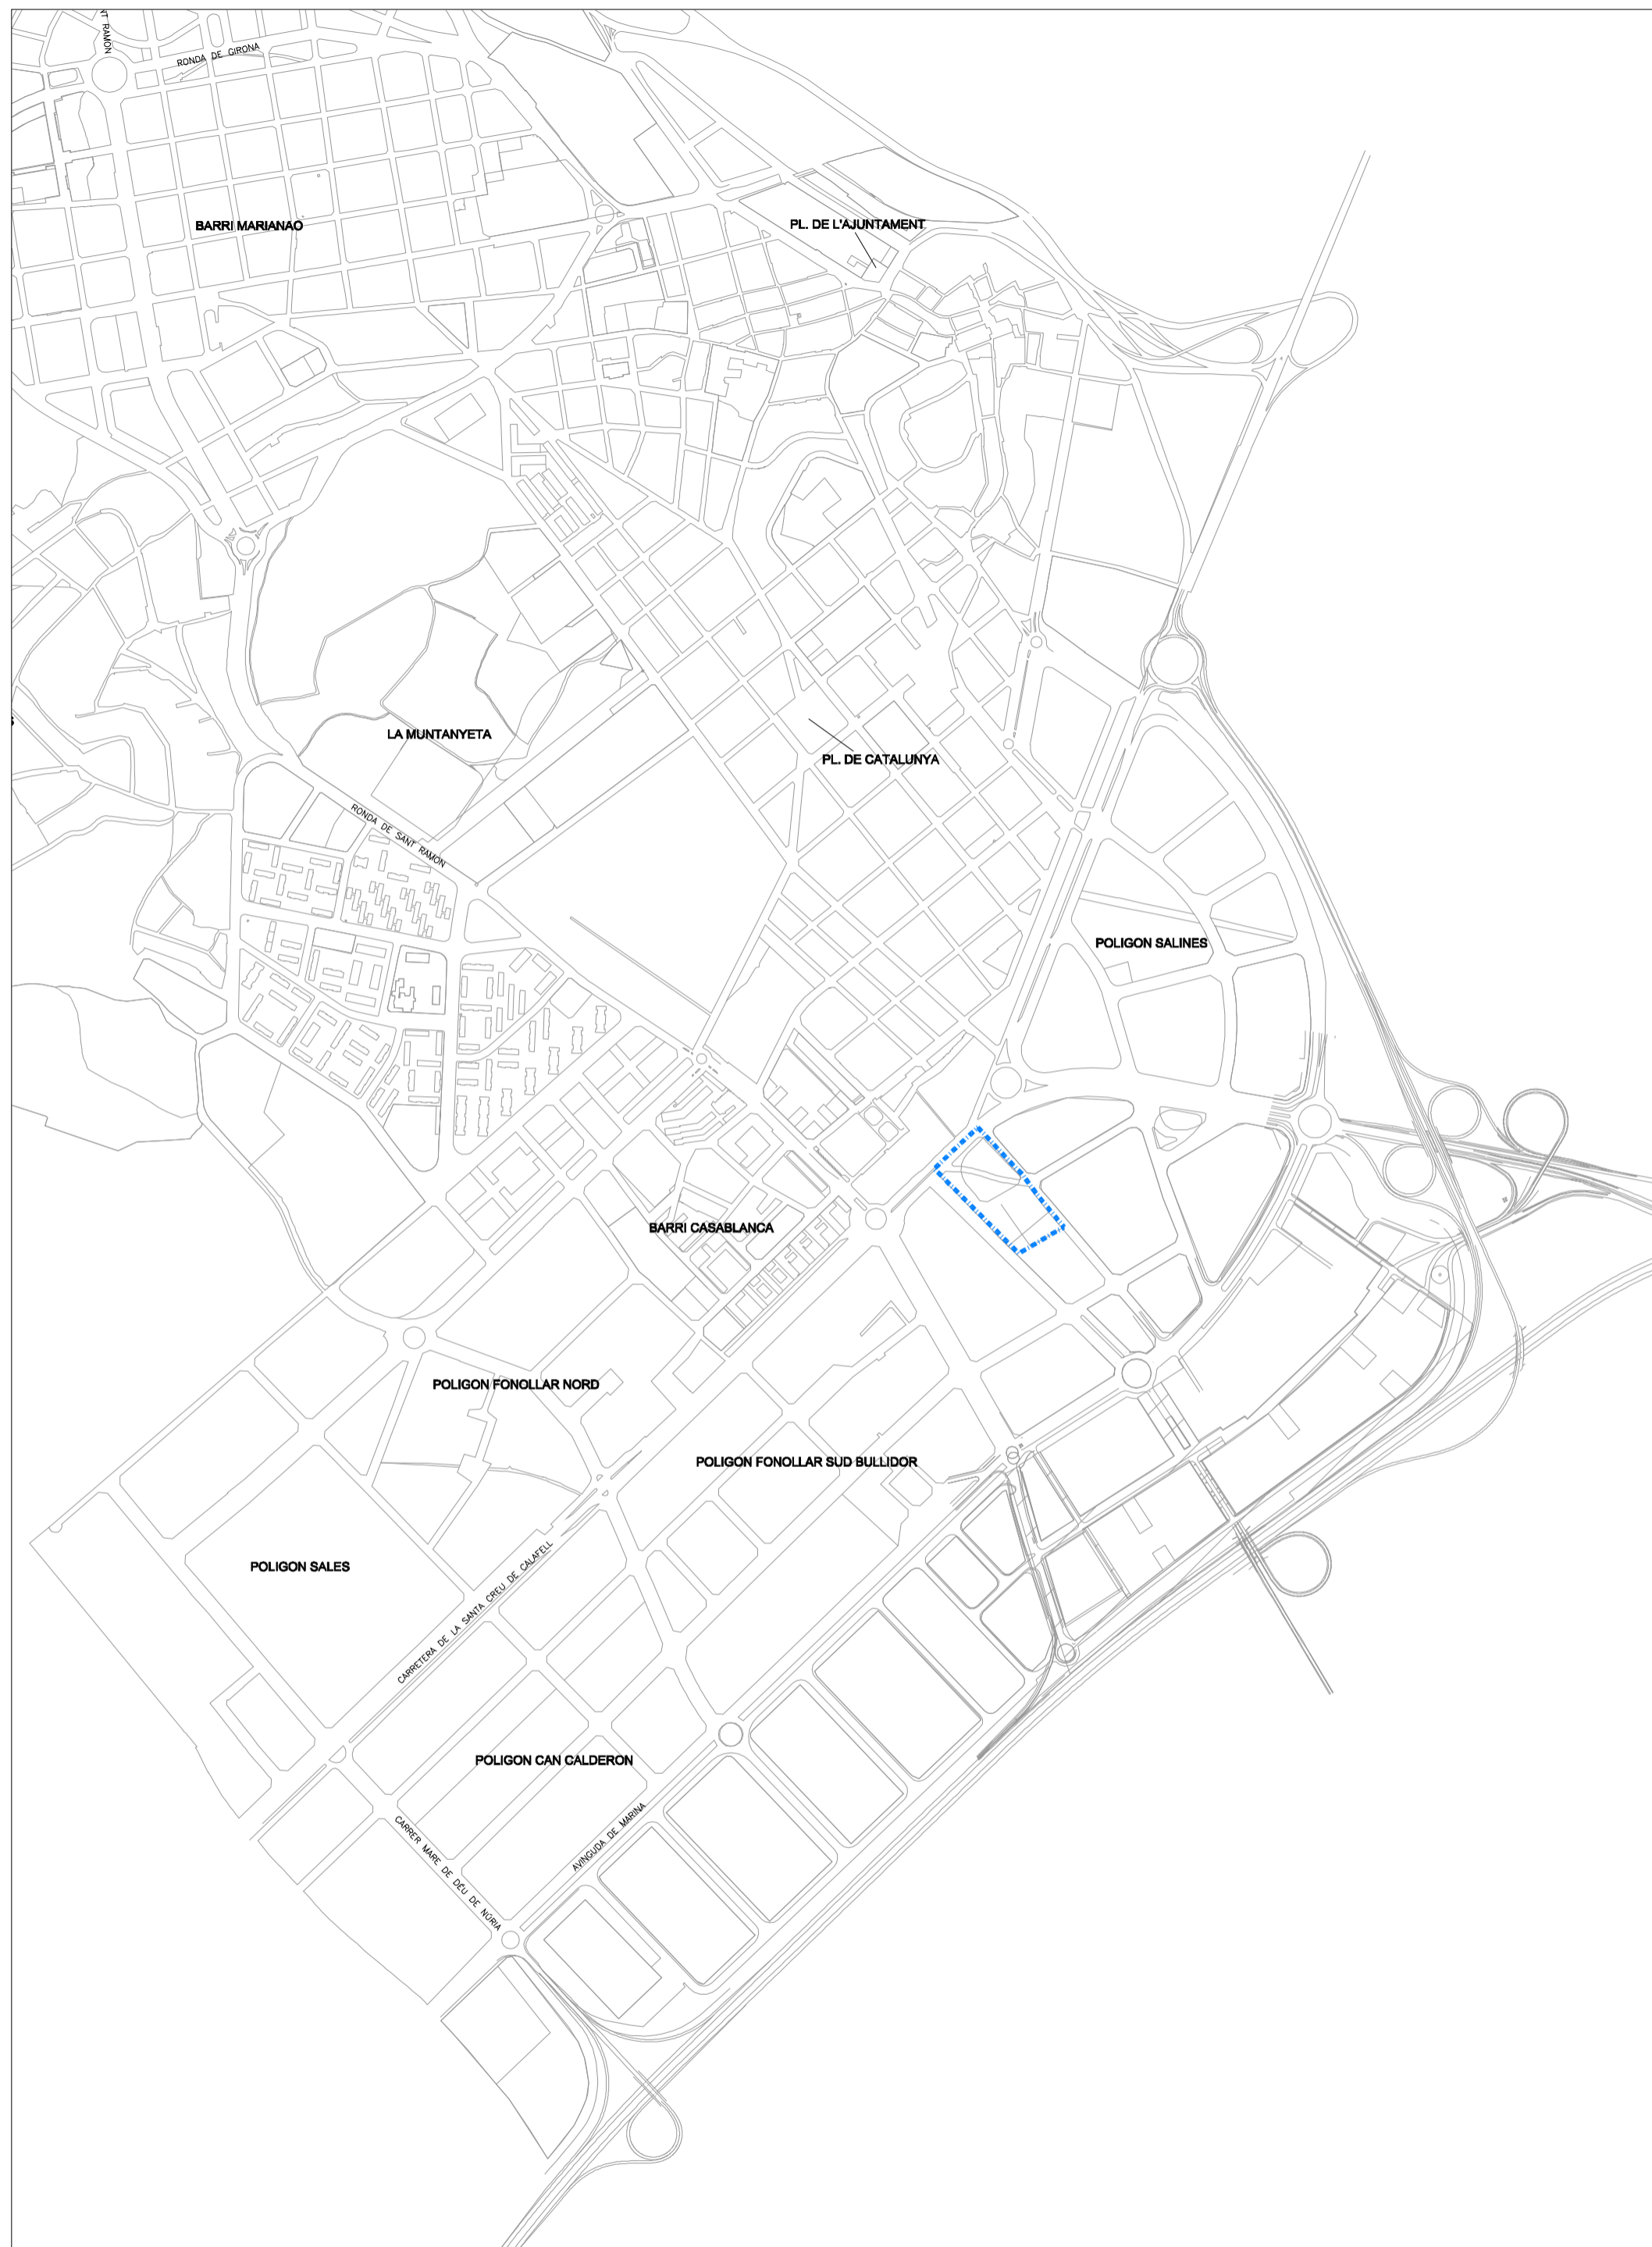 NT RAMON
RONDA DE GIRONA
BARRI MARIANAO
PL. DE L'AJUNTAMENT
S
LA MUNTANYETA
PL. DE CATALUNYA
RONDA DE SANT RAMON
POLIGON SALINES
BARRI CASABLANCA
POLIGON FONOLLAR NORD
POLIGON FONOLLAR SUD BULLIDOR
POLIGON SALES
CARRETERA DE LA SANTA CREU DE CALAFELL
POLIGON CAN CALDERON
CARRER MARE DE DÉU DE NÚRIA
AVINGUDA DE MARINA